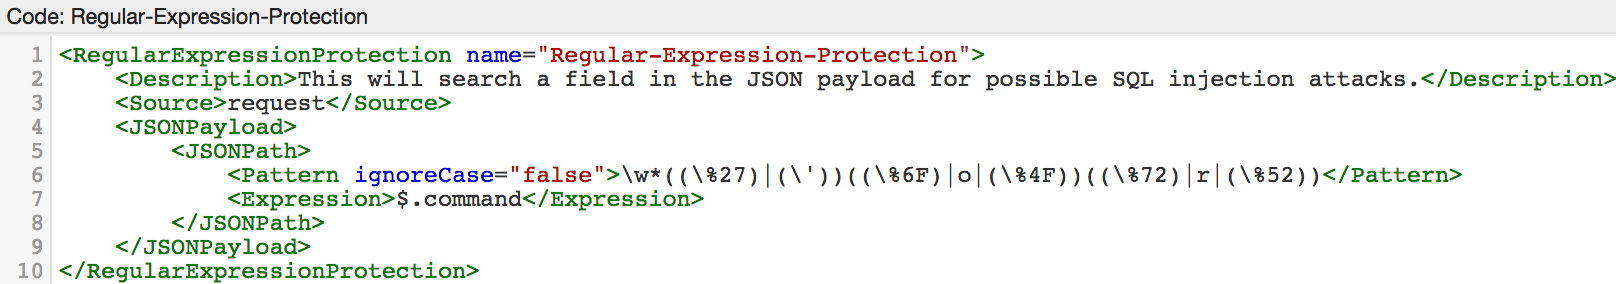 Code: Regular-Expression-Protection
1 <RegularExpressionProtection name="Regular-Expression-Protection">
2     <Description>This will search a field in the JSON payload for possible SQL injection attacks.</Description>
3     <Source>request</Source>
4     <JSONPayload>
5         <JSONPath>
6             <Pattern ignoreCase="false">\w*((\%27)|(\'))((\%6F)|o|(\%4F))((\%72)|r|(\%52))</Pattern>
7             <Expression>$.command</Expression>
8         </JSONPath>
9     </JSONPayload>
10 </RegularExpressionProtection>